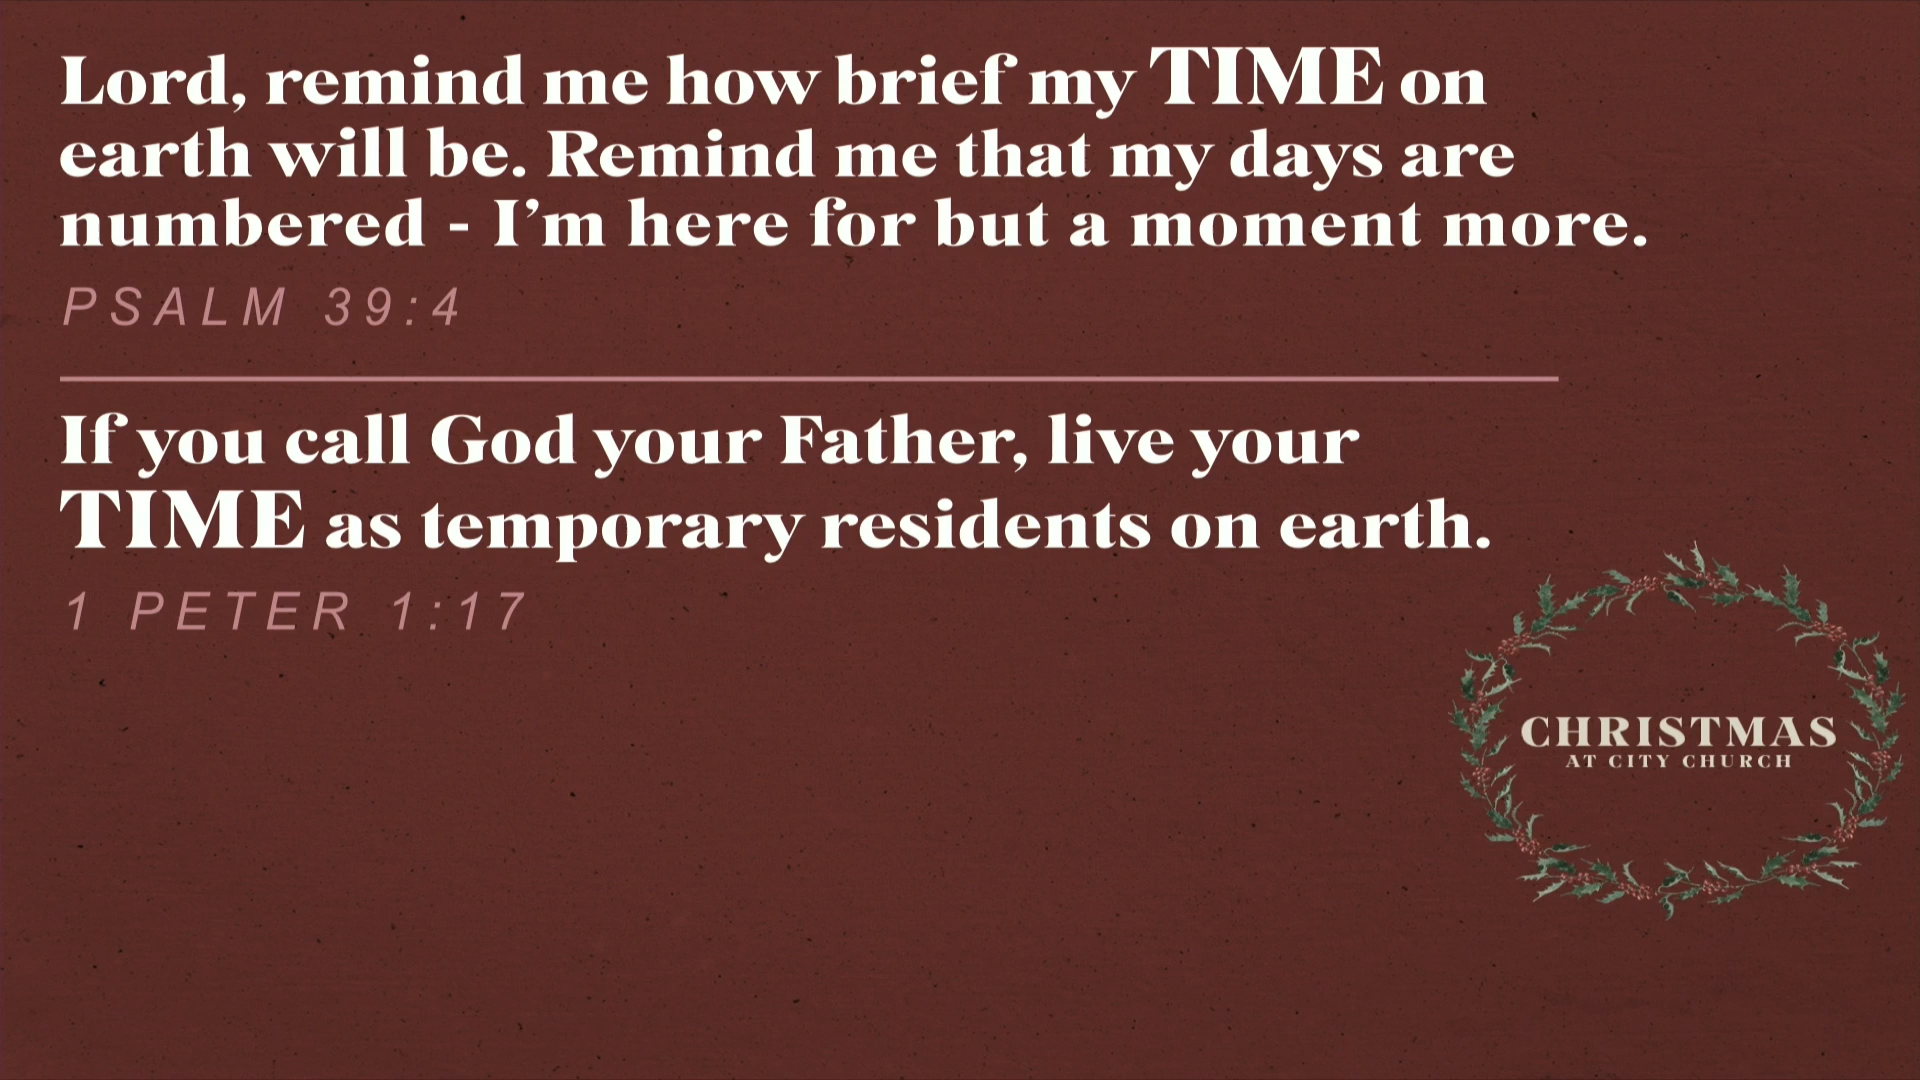 Lord, remind me how brief my TIME on
earth will be. Remind me that my days are
numbered - I’m here for but a moment more.
PSALM 39:4
If you call God your Father, live your
TIME as temporary residents on earth.
1 PETER 1:17
CHRISTMAS
AT CITY CHURCH